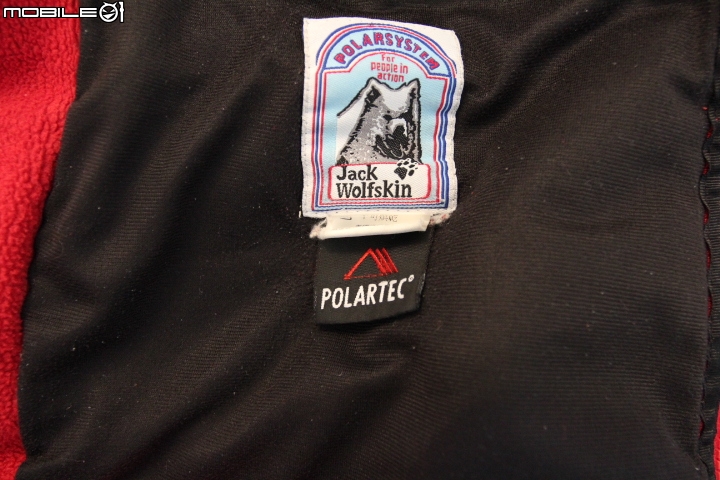 MOBILE01
POLARSYSTEM
for
people in
action
Jack
Wolfskin
POLARTEC®